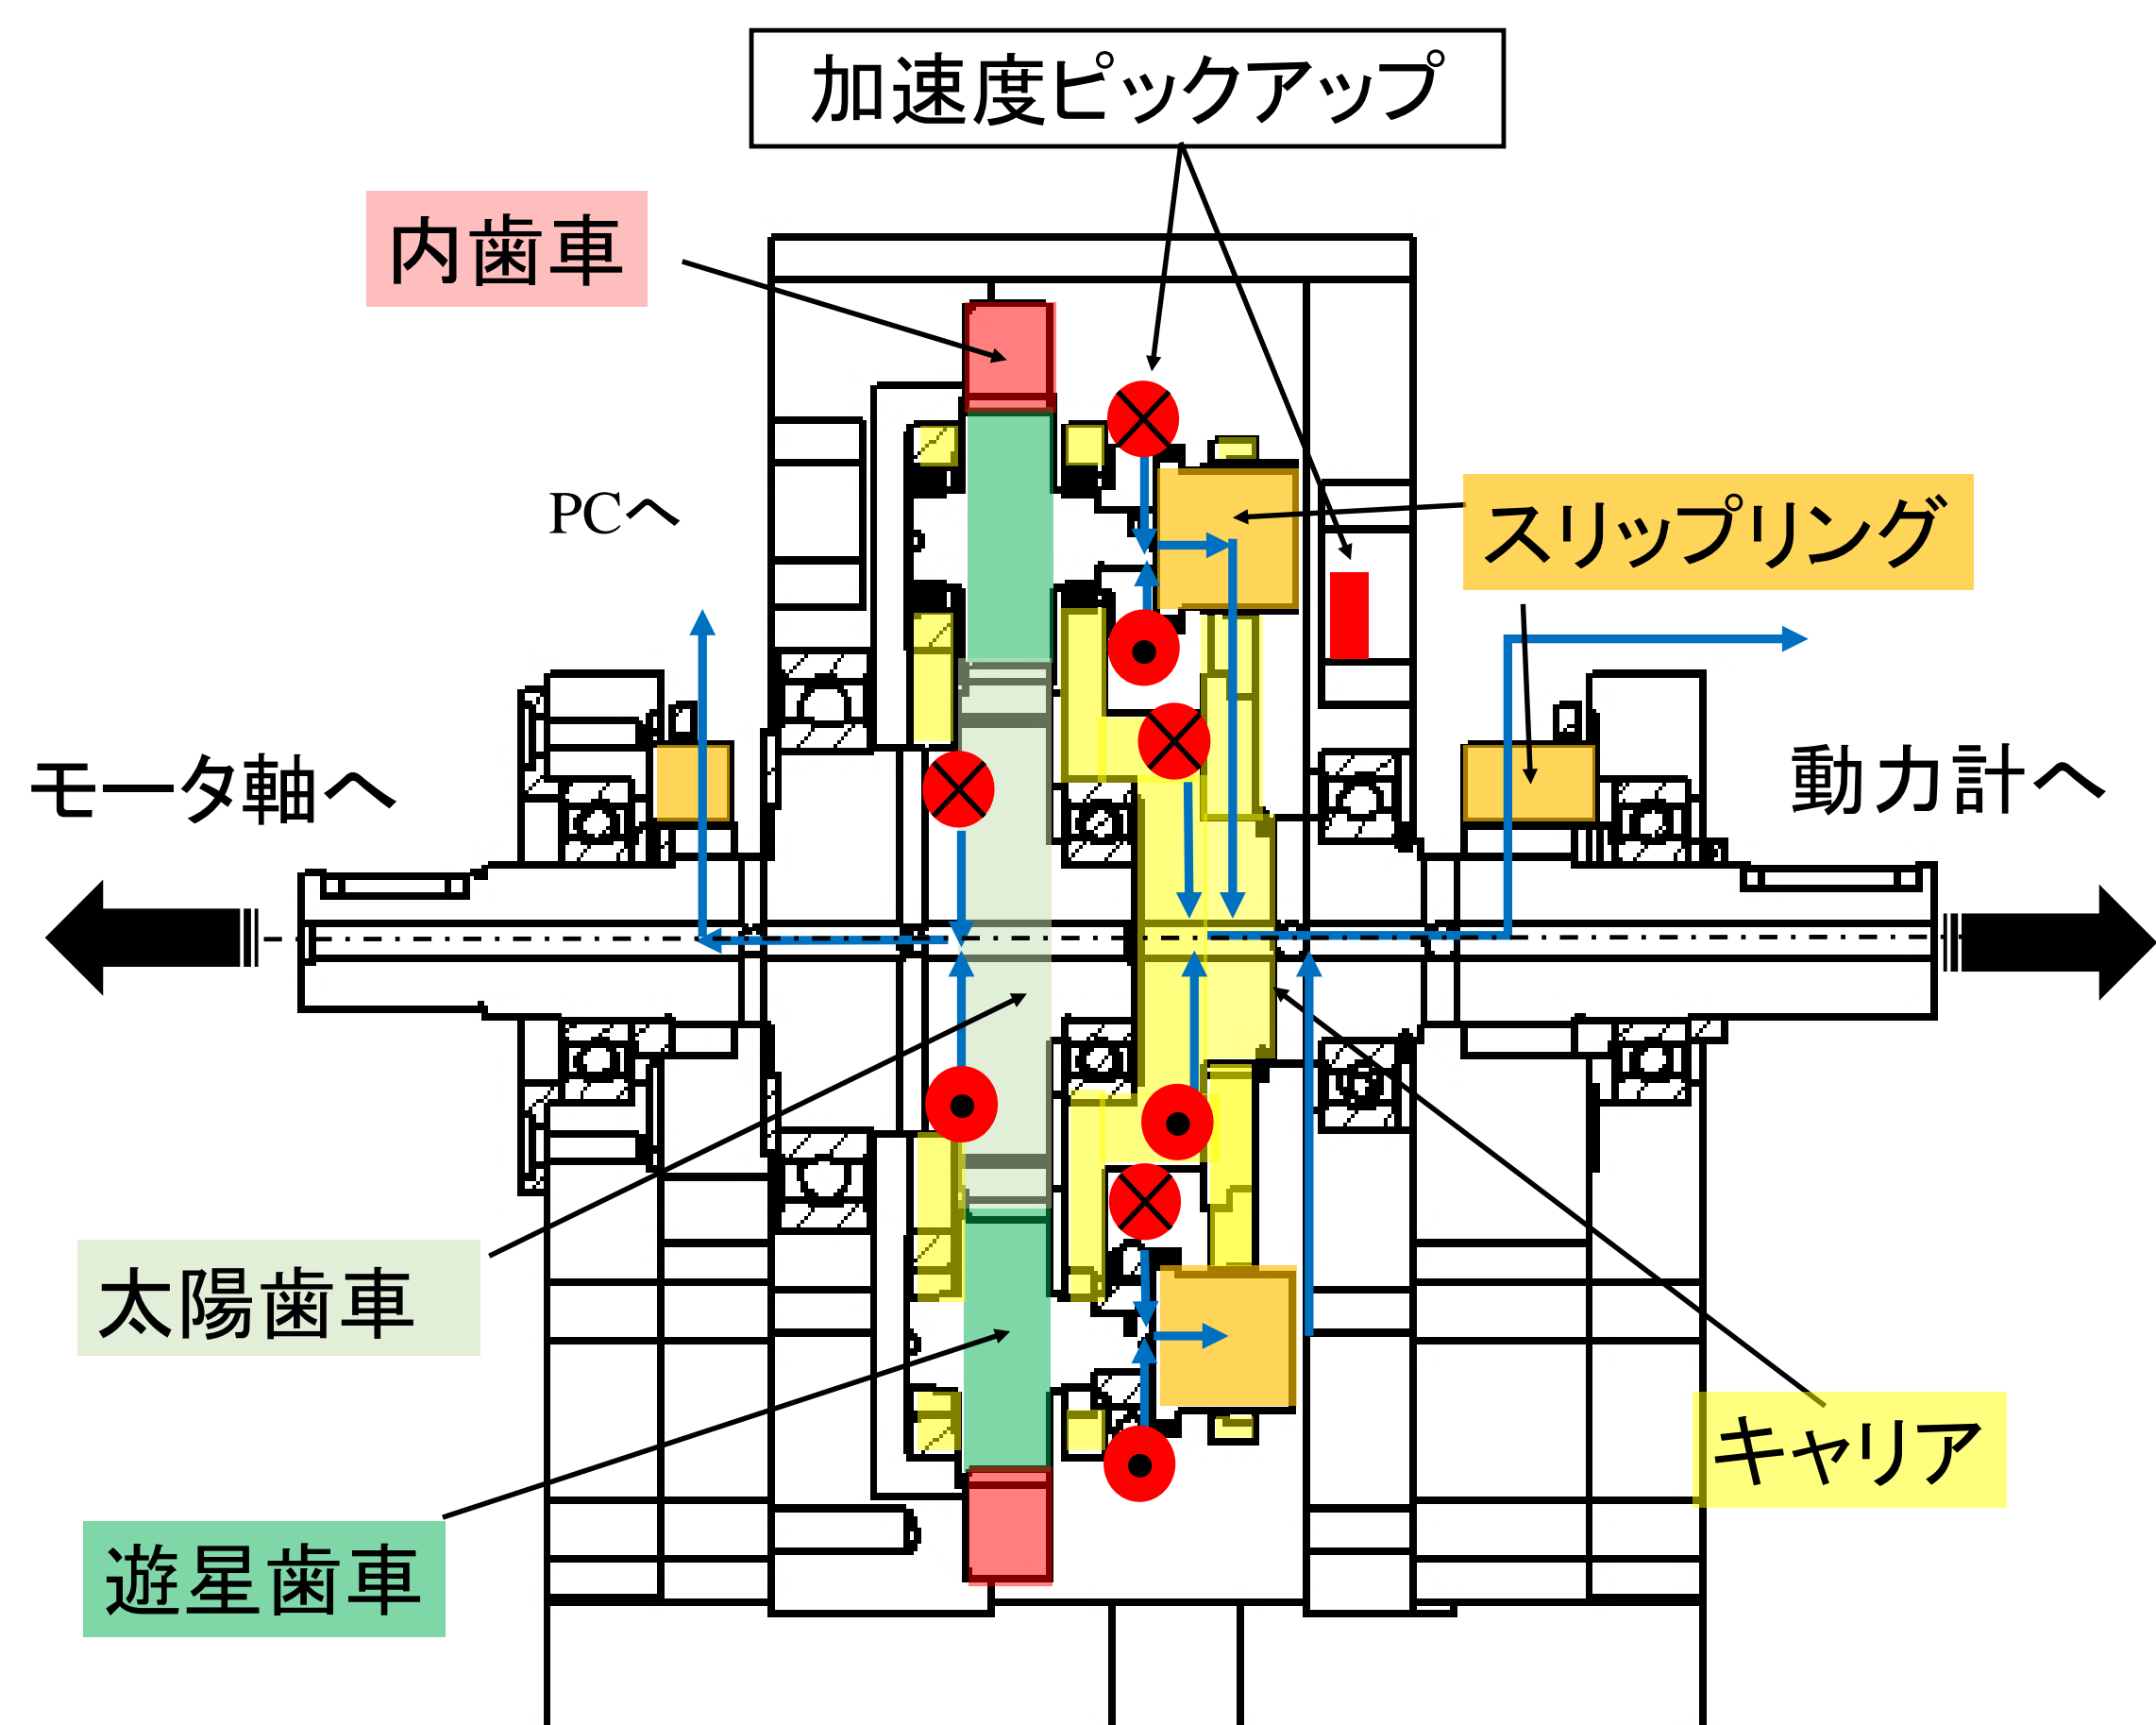 加速度ピックアップ
内歯車
PCへ
スリップリング
モータ軸へ
動力計へ
太陽歯車
キャリア
遊星歯車